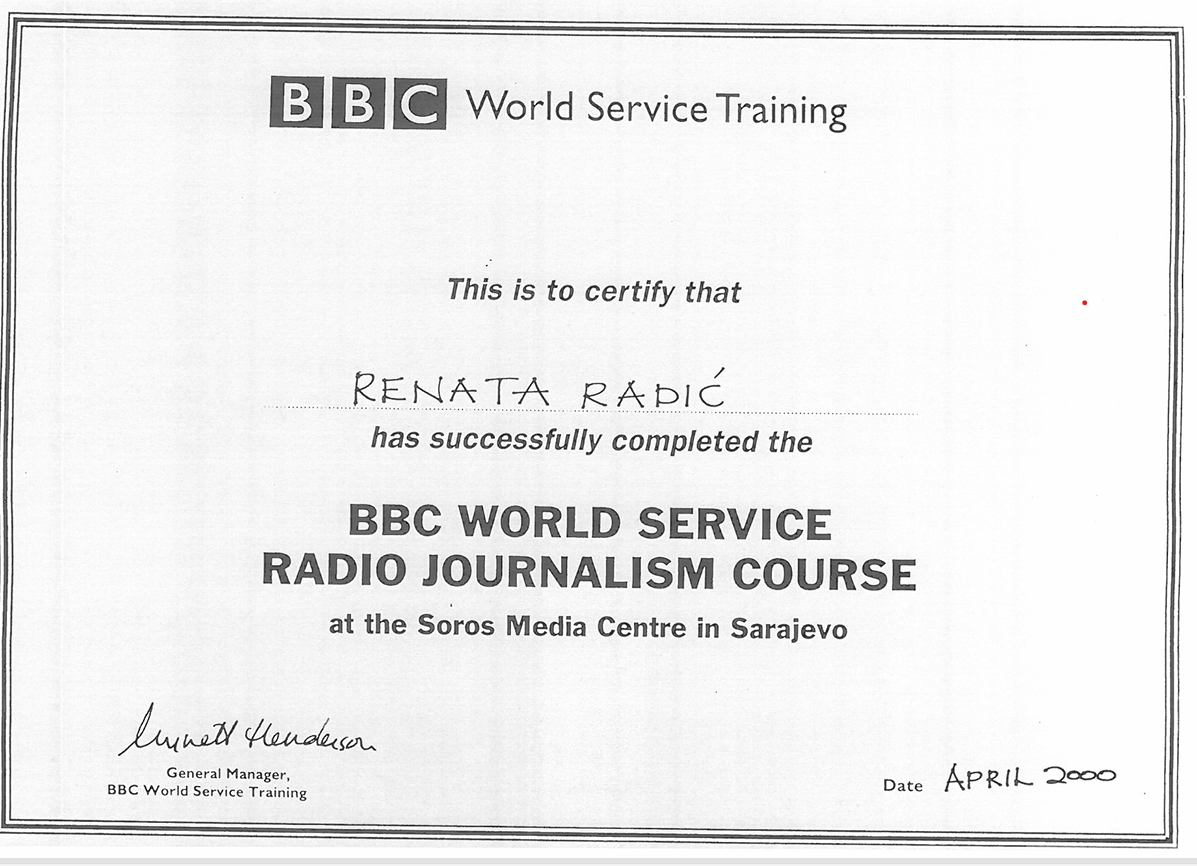 BBC World Service Training
This is to certify that
RENATA RADIĆ
has successfully completed the
BBC WORLD SERVICE
RADIO JOURNALISM COURSE
at the Soros Media Centre in Sarajevo
Henderson
General Manager,
BBC World Service Training
Date APRIL 2000